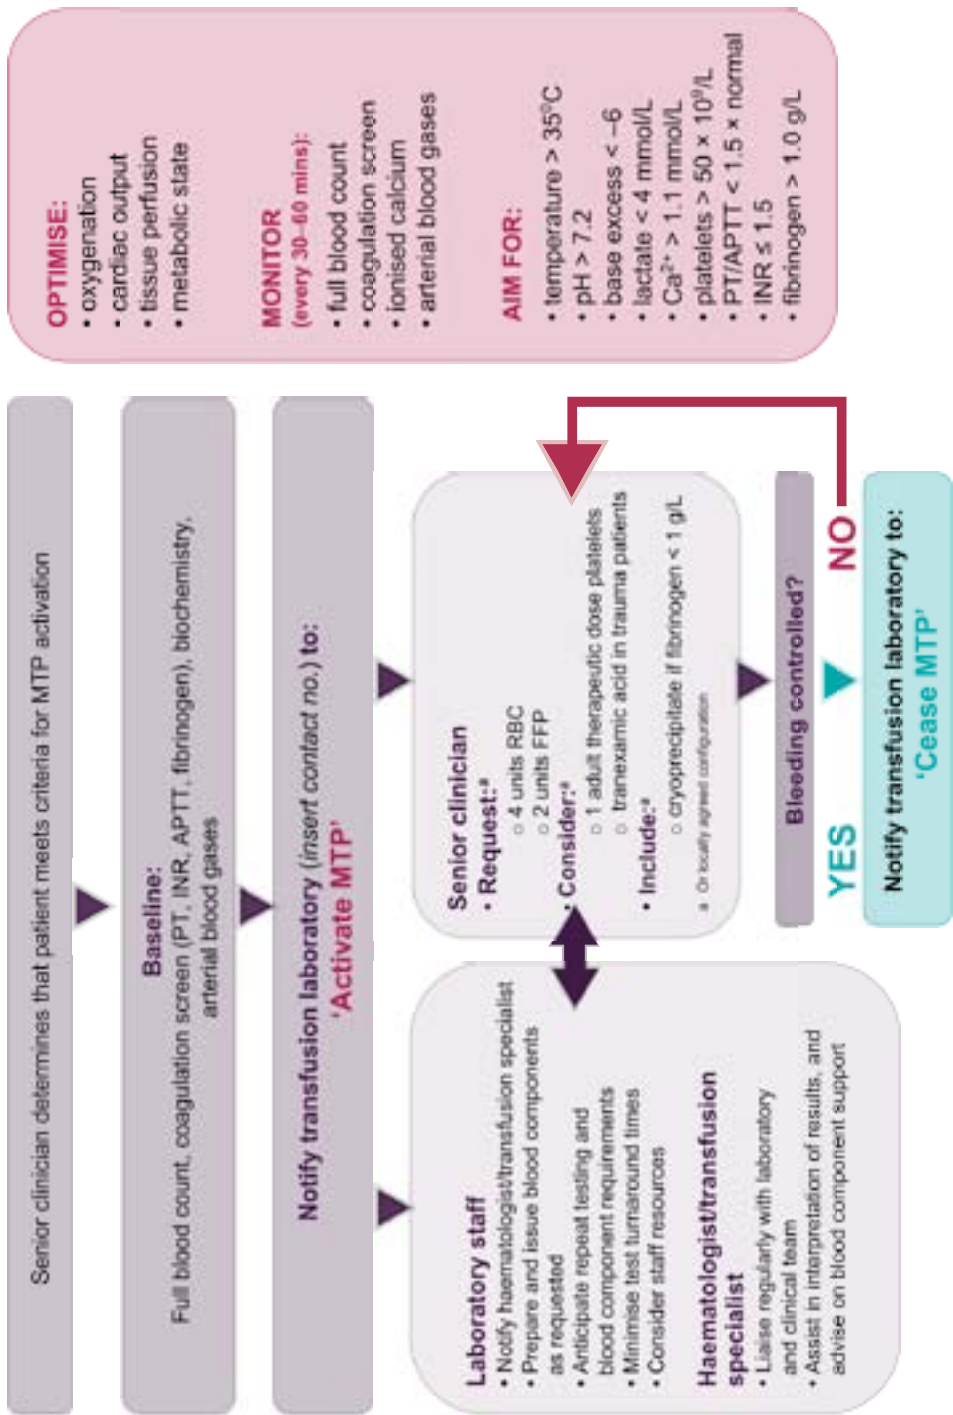 Senior clinician determines that patient meets criteria for MTP activation
Baseline:
Full blood count, coagulation screen (PT, INR, APTT, fibrinogen), biochemistry,
arterial blood gases
Notify transfusion laboratory (insert contact no.) to:
‘Activate MTP’
Laboratory staff
• Notify haematologist/transfusion specialist
• Prepare and issue blood components
as requested
• Anticipate repeat testing and
blood component requirements
• Minimise test turnaround times
• Consider staff resources
Haematologist/transfusion
specialist
• Liaise regularly with laboratory
and clinical team
• Assist in interpretation of results, and
advise on blood component support
Senior clinician
• Request:ª
○ 4 units RBC
○ 2 units FFP
• Consider:ª
○ 1 adult therapeutic dose platelets
○ tranexamic acid in trauma patients
• Include:ª
○ cryoprecipitate if fibrinogen < 1 g/L
a Or locally agreed configuration
Bleeding controlled?
YES
NO
Notify transfusion laboratory to:
‘Cease MTP’
OPTIMISE:
• oxygenation
• cardiac output
• tissue perfusion
• metabolic state
MONITOR
(every 30–60 mins):
• full blood count
• coagulation screen
• ionised calcium
• arterial blood gases
AIM FOR:
• temperature > 35⁰C
• pH > 7.2
• base excess < –6
• lactate < 4 mmol/L
• Ca²⁺ > 1.1 mmol/L
• platelets > 50 × 10⁹/L
• PT/APTT < 1.5 × normal
• INR ≤ 1.5
• fibrinogen > 1.0 g/L